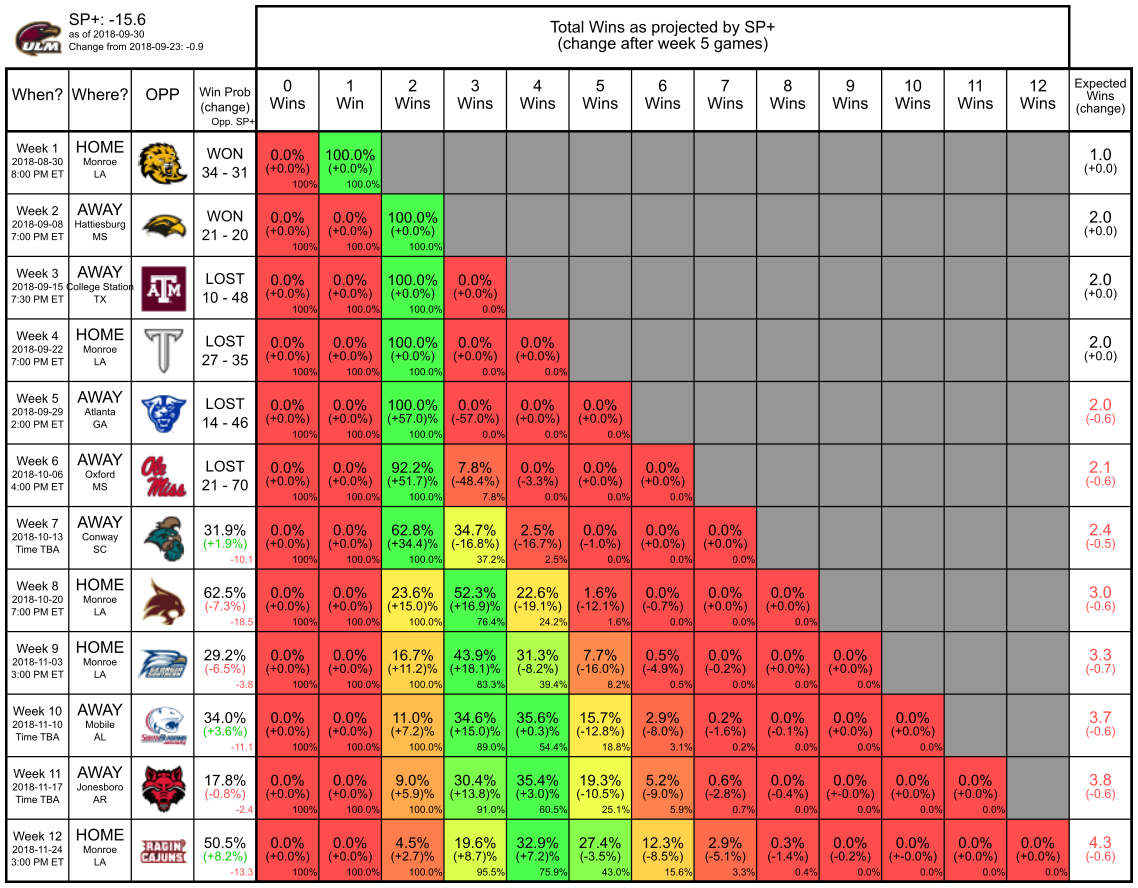 SP+: -15.6
as of 2018-09-30
Change from 2018-09-23: -0.9
ULM
Total Wins as projected by SP+
(change after week 5 games)
When? Where? OPP Win Prob (change) Opp. SP+ 0 Wins 1 Win 2 Wins 3 Wins 4 Wins 5 Wins 6 Wins 7 Wins 8 Wins 9 Wins 10 Wins 11 Wins 12 Wins Expected Wins (change)
Week 1 HOME WON 0.0% 100.0% 1.0
2018-08-30 Monroe 34 - 31 (+0.0%) (+0.0%) (+0.0)
8:00 PM ET LA 100% 100.0%
Week 2 AWAY WON 0.0% 0.0% 100.0% 2.0
2018-09-08 Hattiesburg 21 - 20 (+0.0%) (+0.0%) (+0.0%) (+0.0)
7:00 PM ET MS 100% 100.0% 100.0%
Week 3 AWAY ATM LOST 0.0% 0.0% 100.0% 0.0% 2.0
2018-09-15 College Station 10 - 48 (+0.0%) (+0.0%) (+0.0%) (+0.0%) (+0.0)
7:30 PM ET TX 100% 100.0% 100.0% 0.0%
Week 4 HOME T LOST 0.0% 0.0% 100.0% 0.0% 0.0% 2.0
2018-09-22 Monroe 27 - 35 (+0.0%) (+0.0%) (+0.0%) (+0.0%) (+0.0%) (+0.0)
7:00 PM ET LA 100% 100.0% 100.0% 0.0% 0.0%
Week 5 AWAY LOST 0.0% 0.0% 100.0% 0.0% 0.0% 0.0% 2.0
2018-09-29 Atlanta 14 - 46 (+0.0%) (+0.0%) (+57.0)% (-57.0%) (+0.0%) (+0.0%) (-0.6)
2:00 PM ET GA 100% 100.0% 100.0% 0.0% 0.0% 0.0%
Week 6 AWAY Ole Miss LOST 0.0% 0.0% 92.2% 7.8% 0.0% 0.0% 0.0% 2.1
2018-10-06 Oxford 21 - 70 (+0.0%) (+0.0%) (+51.7)% (-48.4%) (-3.3%) (+0.0%) (+0.0%) (-0.6)
4:00 PM ET MS 100% 100.0% 100.0% 7.8% 0.0% 0.0% 0.0%
Week 7 AWAY 31.9% 0.0% 0.0% 62.8% 34.7% 2.5% 0.0% 0.0% 0.0% 2.4
2018-10-13 Conway (+1.9%) (+0.0%) (+0.0%) (+34.4)% (-16.8%) (-16.7%) (-1.0%) (+0.0%) (+0.0%) (-0.5)
Time TBA SC -10.1 100% 100.0% 100.0% 37.2% 2.5% 0.0% 0.0% 0.0%
Week 8 HOME 62.5% 0.0% 0.0% 23.6% 52.3% 22.6% 1.6% 0.0% 0.0% 0.0% 3.0
2018-10-20 Monroe (-7.3%) (+0.0%) (+0.0%) (+15.0)% (+16.9)% (-19.1%) (-12.1%) (-0.7%) (+0.0%) (+0.0%) (-0.6)
7:00 PM ET LA -18.5 100% 100.0% 100.0% 76.4% 24.2% 1.6% 0.0% 0.0% 0.0%
Week 9 HOME 29.2% 0.0% 0.0% 16.7% 43.9% 31.3% 7.7% 0.5% 0.0% 0.0% 0.0% 3.3
2018-11-03 Monroe (-6.5%) (+0.0%) (+0.0%) (+11.2)% (+18.1)% (-8.2%) (-16.0%) (-4.9%) (-0.2%) (+0.0%) (+0.0%) (-0.7)
3:00 PM ET LA -3.8 100% 100.0% 100.0% 83.3% 39.4% 8.2% 0.5% 0.0% 0.0% 0.0%
Week 10 AWAY 34.0% 0.0% 0.0% 11.0% 34.6% 35.6% 15.7% 2.9% 0.2% 0.0% 0.0% 0.0% 3.7
2018-11-10 Mobile (+3.6%) (+0.0%) (+0.0%) (+7.2)% (+15.0)% (+0.3)% (-12.8%) (-8.0%) (-1.6%) (-0.1%) (+0.0%) (+0.0%) (-0.6)
Time TBA AL -11.1 100% 100.0% 100.0% 89.0% 54.4% 18.8% 3.1% 0.2% 0.0% 0.0% 0.0%
Week 11 AWAY 17.8% 0.0% 0.0% 9.0% 30.4% 35.4% 19.3% 5.2% 0.6% 0.0% 0.0% 0.0% 0.0% 3.8
2018-11-17 Jonesboro (-0.8%) (+0.0%) (+0.0%) (+5.9)% (+13.8)% (+3.0)% (-10.5%) (-9.0%) (-2.8%) (-0.4%) (+-0.0%) (+0.0%) (+0.0%) (-0.6)
Time TBA AR -2.4 100% 100.0% 100.0% 91.0% 60.5% 25.1% 5.9% 0.7% 0.0% 0.0% 0.0% 0.0%
Week 12 HOME RAGIN' CAJUNS 50.5% 0.0% 0.0% 4.5% 19.6% 32.9% 27.4% 12.3% 2.9% 0.3% 0.0% 0.0% 0.0% 0.0% 4.3
2018-11-24 Monroe (+8.2%) (+0.0%) (+0.0%) (+2.7)% (+8.7)% (+7.2)% (-3.5%) (-8.5%) (-5.1%) (-1.4%) (-0.2%) (+-0.0%) (+0.0%) (+0.0%) (-0.6)
3:00 PM ET LA -13.3 100% 100.0% 100.0% 95.5% 75.9% 43.0% 15.6% 3.3% 0.4% 0.0% 0.0% 0.0% 0.0%